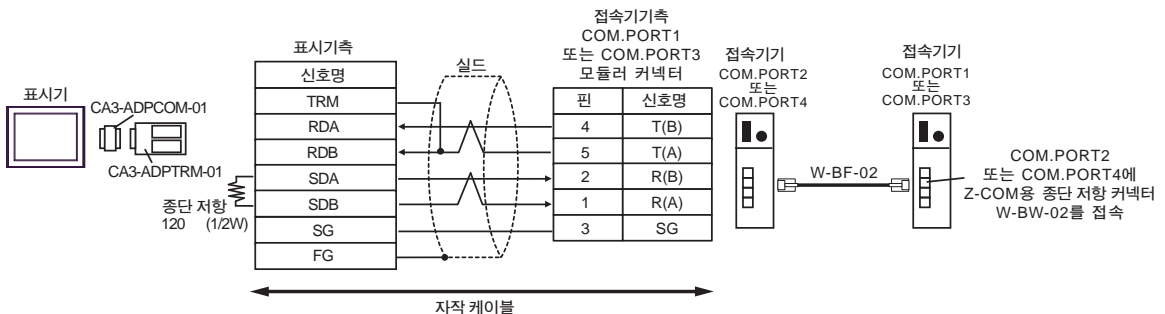 표시기
CA3-ADPCOM-01
CA3-ADPTRM-01
종단 저항
120 (1/2W)
표시기측
신호명
TRM
RDA
RDB
SDA
SDB
SG
FG
실드
접속기기측
COM.PORT1
또는 COM.PORT3
모듈러 커넥터
핀 신호명
4 T(B)
5 T(A)
2 R(B)
1 R(A)
3 SG
자작 케이블
접속기기
COM.PORT2
또는
COM.PORT4
W-BF-02
접속기기
COM.PORT1
또는
COM.PORT3
COM.PORT2
또는 COM.PORT4에
Z-COM용 종단 저항 커넥터
W-BW-02를 접속